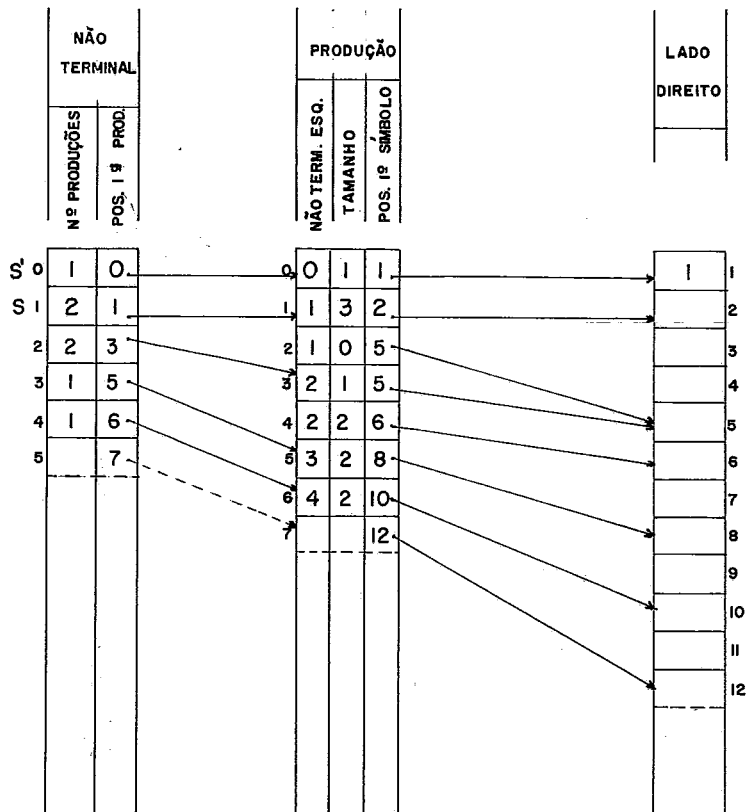 NÃO
TERMINAL
Nº PRODUÇÕES
POS. 1ª PROD.
PRODUÇÃO
NÃO TERM. ESQ.
TAMANHO
POS. 1º SÍMBOLO
LADO
DIREITO
S' 0 1 0 0 0 1 1 1 1
S 1 2 1 1 1 3 2 2
2 2 3 2 1 0 5 3
3 1 5 3 2 1 5 4
4 1 6 4 2 2 6 5
5 7 5 3 2 8 6
6 4 2 10 7
7 12 8
9
10
11
12